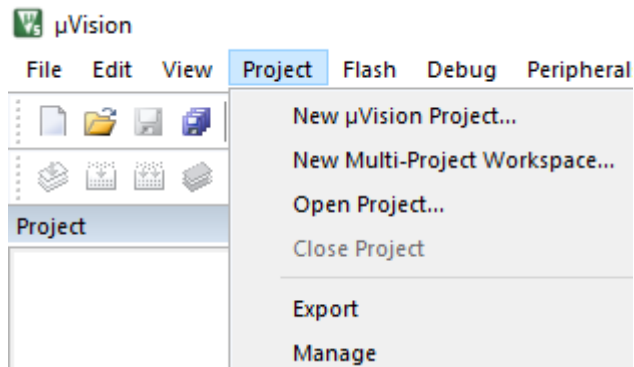 µVision
File Edit View Project Flash Debug Peripheral
New µVision Project...
New Multi-Project Workspace...
Open Project...
Project
Close Project
Export
Manage